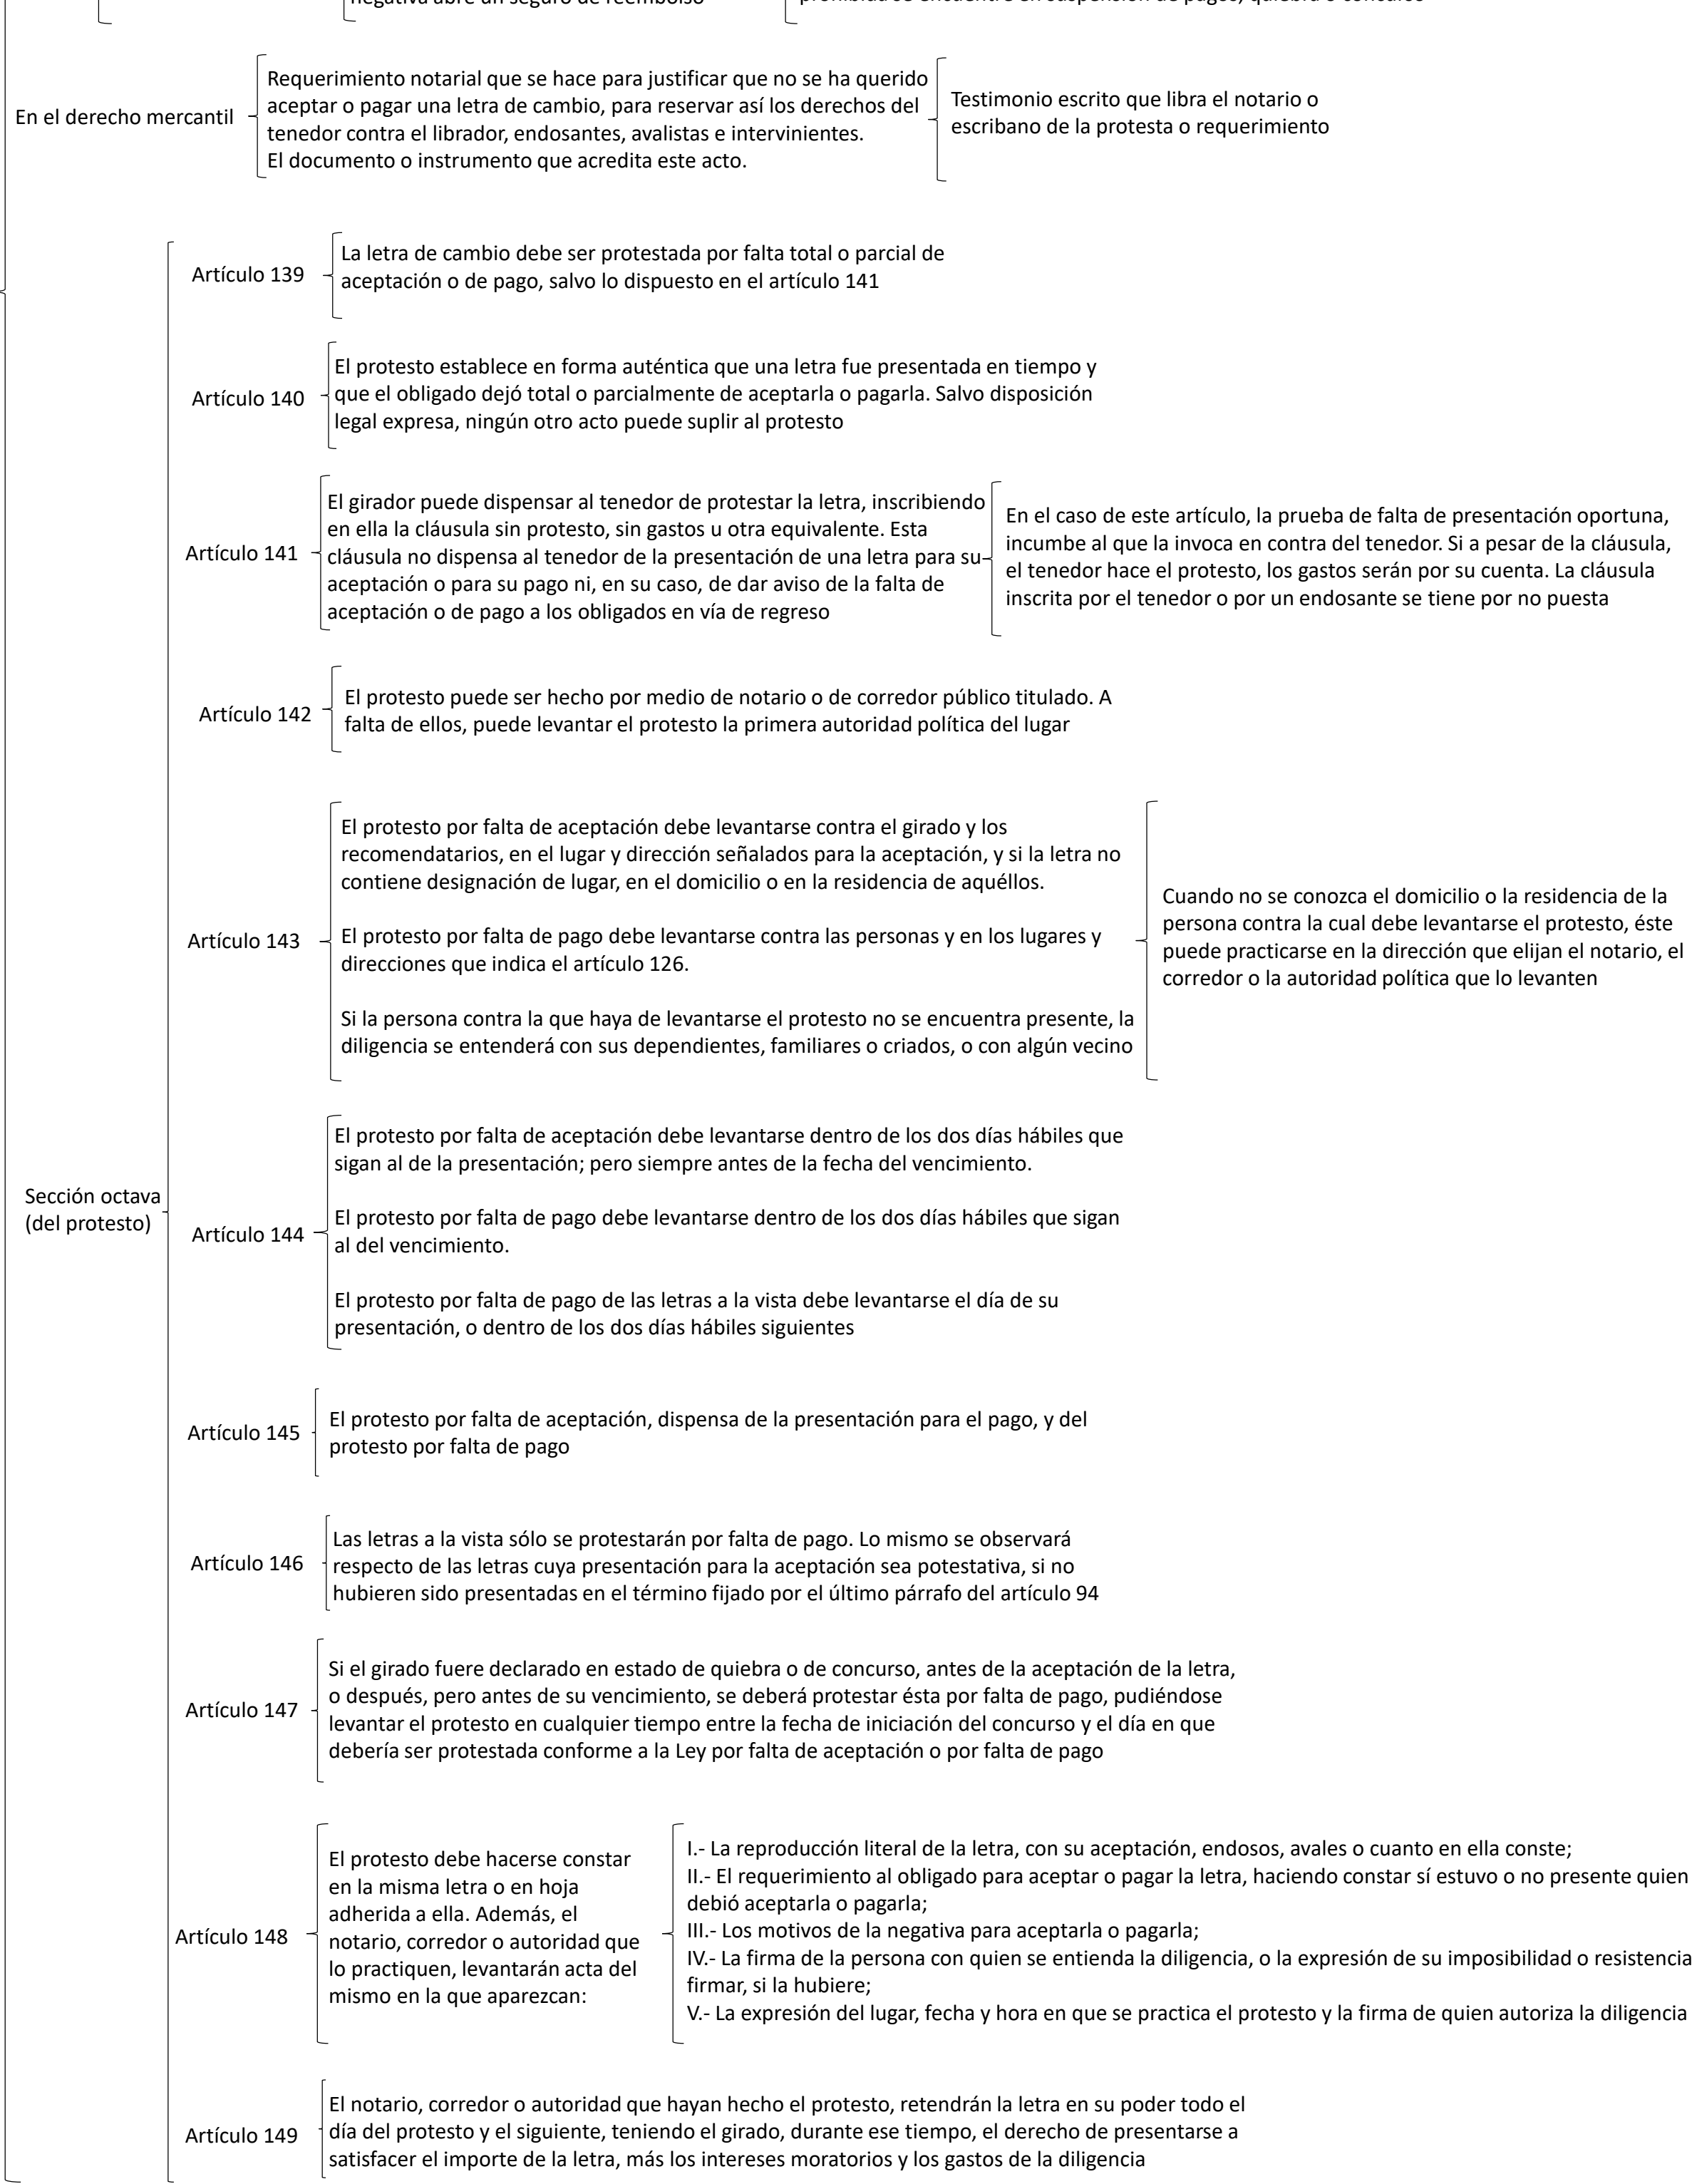 negativa abre un seguro de reembolso
prohibida se encuentre en suspensión de pagos, quiebra o concurso
En el derecho mercantil
Requerimiento notarial que se hace para justificar que no se ha querido
aceptar o pagar una letra de cambio, para reservar así los derechos del
tenedor contra el librador, endosantes, avalistas e intervinientes.
El documento o instrumento que acredita este acto.
Testimonio escrito que libra el notario o
escribano de la protesta o requerimiento
Sección octava
(del protesto)
Artículo 139
La letra de cambio debe ser protestada por falta total o parcial de
aceptación o de pago, salvo lo dispuesto en el artículo 141
Artículo 140
El protesto establece en forma auténtica que una letra fue presentada en tiempo y
que el obligado dejó total o parcialmente de aceptarla o pagarla. Salvo disposición
legal expresa, ningún otro acto puede suplir al protesto
Artículo 141
El girador puede dispensar al tenedor de protestar la letra, inscribiendo
en ella la cláusula sin protesto, sin gastos u otra equivalente. Esta
cláusula no dispensa al tenedor de la presentación de una letra para su
aceptación o para su pago ni, en su caso, de dar aviso de la falta de
aceptación o de pago a los obligados en vía de regreso
En el caso de este artículo, la prueba de falta de presentación oportuna,
incumbe al que la invoca en contra del tenedor. Si a pesar de la cláusula,
el tenedor hace el protesto, los gastos serán por su cuenta. La cláusula
inscrita por el tenedor o por un endosante se tiene por no puesta
Artículo 142
El protesto puede ser hecho por medio de notario o de corredor público titulado. A
falta de ellos, puede levantar el protesto la primera autoridad política del lugar
Artículo 143
El protesto por falta de aceptación debe levantarse contra el girado y los
recomendatarios, en el lugar y dirección señalados para la aceptación, y si la letra no
contiene designación de lugar, en el domicilio o en la residencia de aquéllos.
El protesto por falta de pago debe levantarse contra las personas y en los lugares y
direcciones que indica el artículo 126.
Si la persona contra la que haya de levantarse el protesto no se encuentra presente, la
diligencia se entenderá con sus dependientes, familiares o criados, o con algún vecino
Cuando no se conozca el domicilio o la residencia de la
persona contra la cual debe levantarse el protesto, éste
puede practicarse en la dirección que elijan el notario, el
corredor o la autoridad política que lo levanten
Artículo 144
El protesto por falta de aceptación debe levantarse dentro de los dos días hábiles que
sigan al de la presentación; pero siempre antes de la fecha del vencimiento.
El protesto por falta de pago debe levantarse dentro de los dos días hábiles que sigan
al del vencimiento.
El protesto por falta de pago de las letras a la vista debe levantarse el día de su
presentación, o dentro de los dos días hábiles siguientes
Artículo 145
El protesto por falta de aceptación, dispensa de la presentación para el pago, y del
protesto por falta de pago
Artículo 146
Las letras a la vista sólo se protestarán por falta de pago. Lo mismo se observará
respecto de las letras cuya presentación para la aceptación sea potestativa, si no
hubieren sido presentadas en el término fijado por el último párrafo del artículo 94
Artículo 147
Si el girado fuere declarado en estado de quiebra o de concurso, antes de la aceptación de la letra,
o después, pero antes de su vencimiento, se deberá protestar ésta por falta de pago, pudiéndose
levantar el protesto en cualquier tiempo entre la fecha de iniciación del concurso y el día en que
debería ser protestada conforme a la Ley por falta de aceptación o por falta de pago
Artículo 148
El protesto debe hacerse constar
en la misma letra o en hoja
adherida a ella. Además, el
notario, corredor o autoridad que
lo practiquen, levantarán acta del
mismo en la que aparezcan:
I.- La reproducción literal de la letra, con su aceptación, endosos, avales o cuanto en ella conste;
II.- El requerimiento al obligado para aceptar o pagar la letra, haciendo constar sí estuvo o no presente quien
debió aceptarla o pagarla;
III.- Los motivos de la negativa para aceptarla o pagarla;
IV.- La firma de la persona con quien se entienda la diligencia, o la expresión de su imposibilidad o resistencia
firmar, si la hubiere;
V.- La expresión del lugar, fecha y hora en que se practica el protesto y la firma de quien autoriza la diligencia
Artículo 149
El notario, corredor o autoridad que hayan hecho el protesto, retendrán la letra en su poder todo el
día del protesto y el siguiente, teniendo el girado, durante ese tiempo, el derecho de presentarse a
satisfacer el importe de la letra, más los intereses moratorios y los gastos de la diligencia